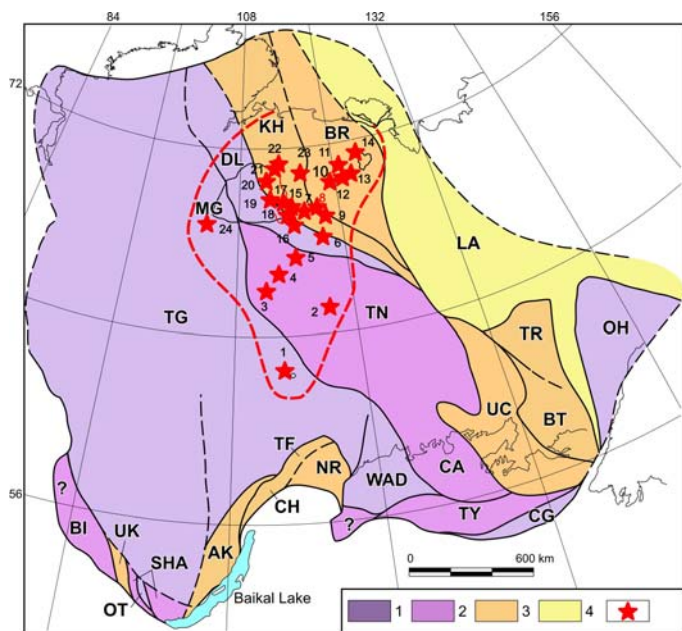 84 108 132 156
72
KH BR 14
22 23 11
DL 10
21 13
20 17 15 7 8 12
19
MG 18 9
24 16 6
LA
5
4
3 TN
TG 2 OH
TR
1
UC
BT
TF
NR WAD CA
56
? CH
TY CG
BI UK AK ?
SHA
0 600 km
OT
Baikal Lake
1 2 3 4